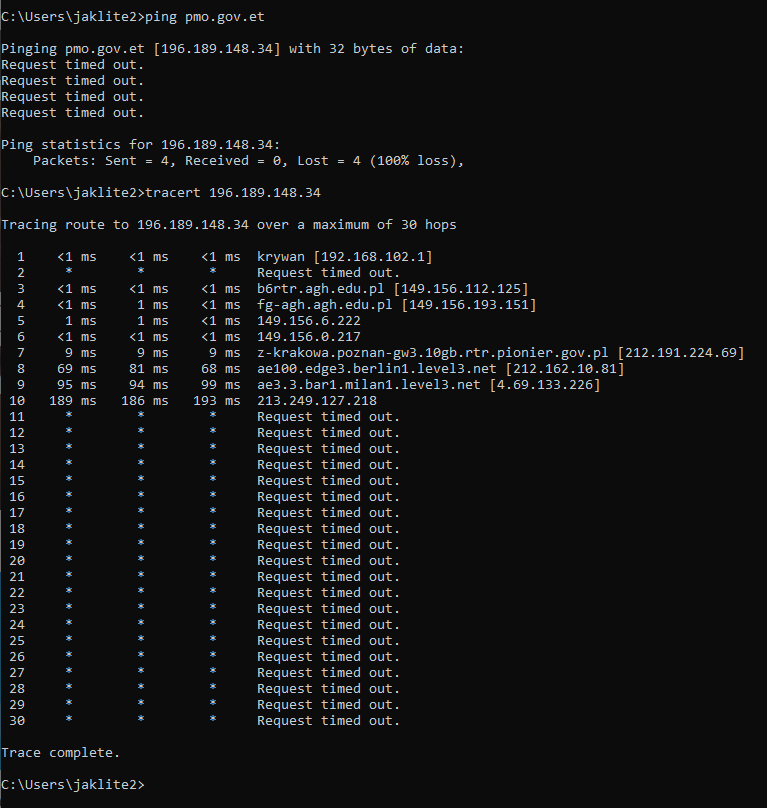 C:\Users\jaklite2>ping pmo.gov.et
Pinging pmo.gov.et [196.189.148.34] with 32 bytes of data:
Request timed out.
Request timed out.
Request timed out.
Request timed out.
Ping statistics for 196.189.148.34:
    Packets: Sent = 4, Received = 0, Lost = 4 (100% loss),
C:\Users\jaklite2>tracert 196.189.148.34
Tracing route to 196.189.148.34 over a maximum of 30 hops
  1    <1 ms    <1 ms    <1 ms  krywan [192.168.102.1]
  2     *        *        *     Request timed out.
  3    <1 ms    <1 ms    <1 ms  b6rtr.agh.edu.pl [149.156.112.125]
  4    <1 ms     1 ms    <1 ms  fg-agh.agh.edu.pl [149.156.193.151]
  5     1 ms     1 ms    <1 ms  149.156.6.222
  6    <1 ms    <1 ms    <1 ms  149.156.0.217
  7     9 ms     9 ms     9 ms  z-krakowa.poznan-gw3.10gb.rtr.pionier.gov.pl [212.191.224.69]
  8    69 ms    81 ms    68 ms  ae100.edge3.berlin1.level3.net [212.162.10.81]
  9    95 ms    94 ms    99 ms  ae3.3.bar1.milan1.level3.net [4.69.133.226]
 10   189 ms   186 ms   193 ms  213.249.127.218
 11     *        *        *     Request timed out.
 12     *        *        *     Request timed out.
 13     *        *        *     Request timed out.
 14     *        *        *     Request timed out.
 15     *        *        *     Request timed out.
 16     *        *        *     Request timed out.
 17     *        *        *     Request timed out.
 18     *        *        *     Request timed out.
 19     *        *        *     Request timed out.
 20     *        *        *     Request timed out.
 21     *        *        *     Request timed out.
 22     *        *        *     Request timed out.
 23     *        *        *     Request timed out.
 24     *        *        *     Request timed out.
 25     *        *        *     Request timed out.
 26     *        *        *     Request timed out.
 27     *        *        *     Request timed out.
 28     *        *        *     Request timed out.
 29     *        *        *     Request timed out.
 30     *        *        *     Request timed out.
Trace complete.
C:\Users\jaklite2>